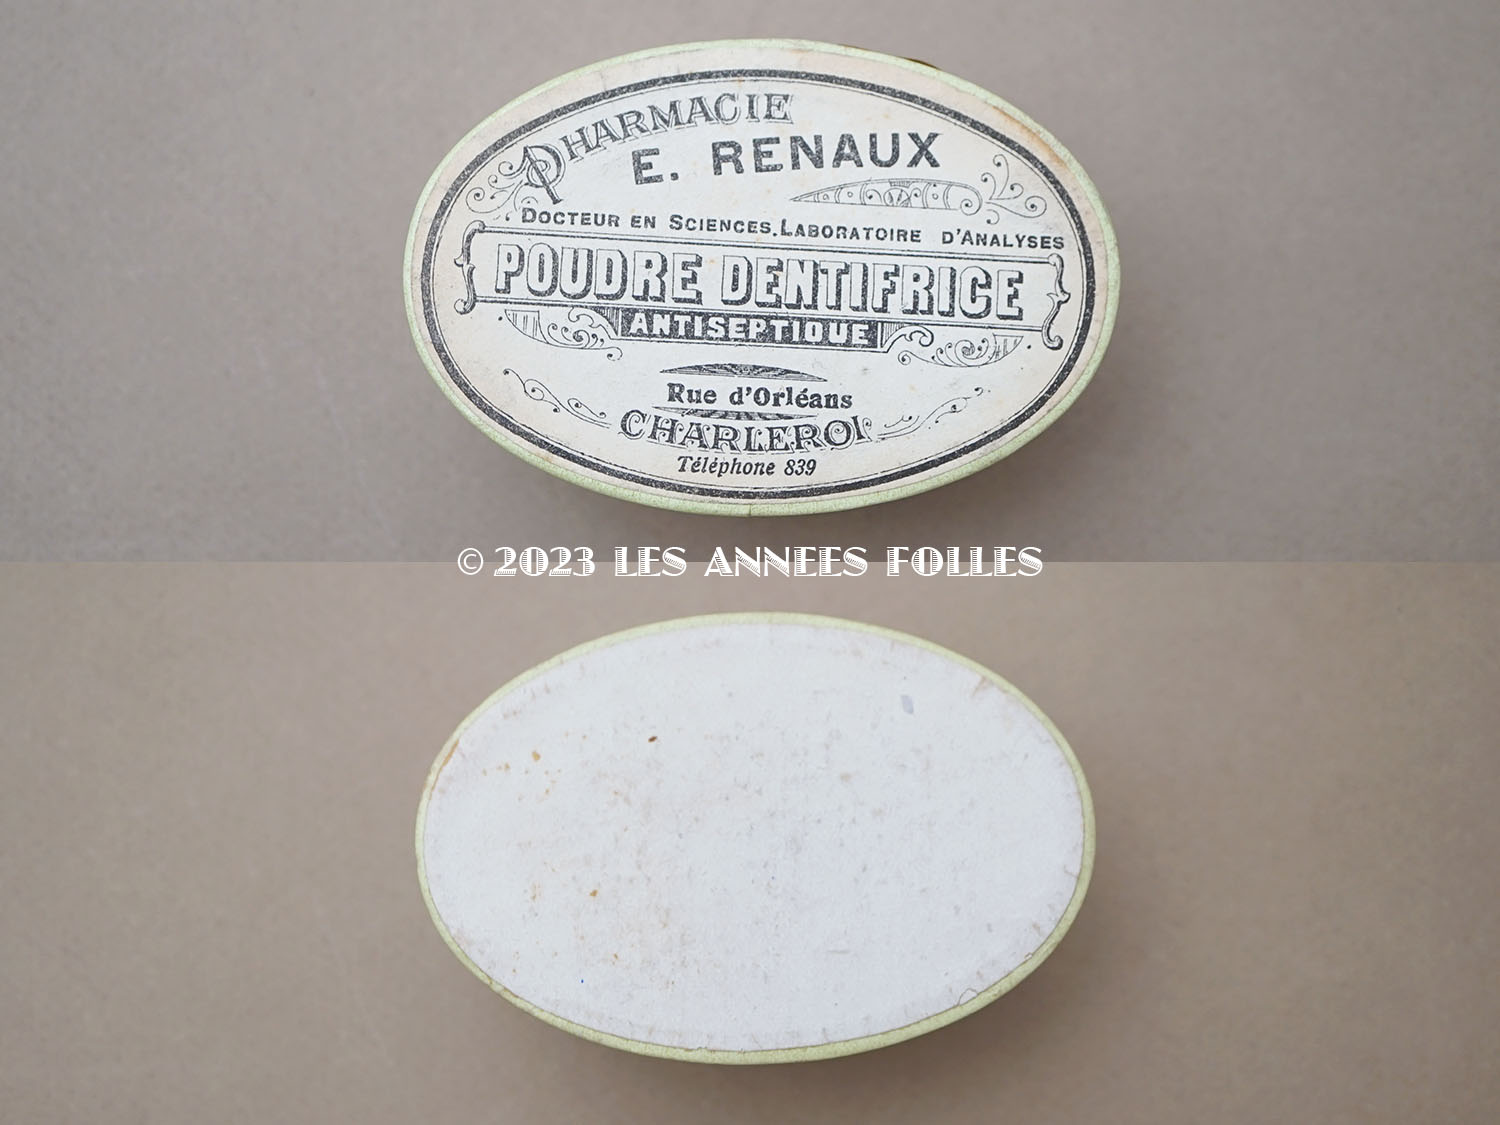 PHARMACIE
E. RENAUX
DOCTEUR EN SCIENCES. LABORATOIRE D'ANALYSES
POUDRE DENTIFRICE
ANTISEPTIQUE
Rue d'Orléans
CHARLEROI
Téléphone 839
© 2023 LES ANNEES FOLLES